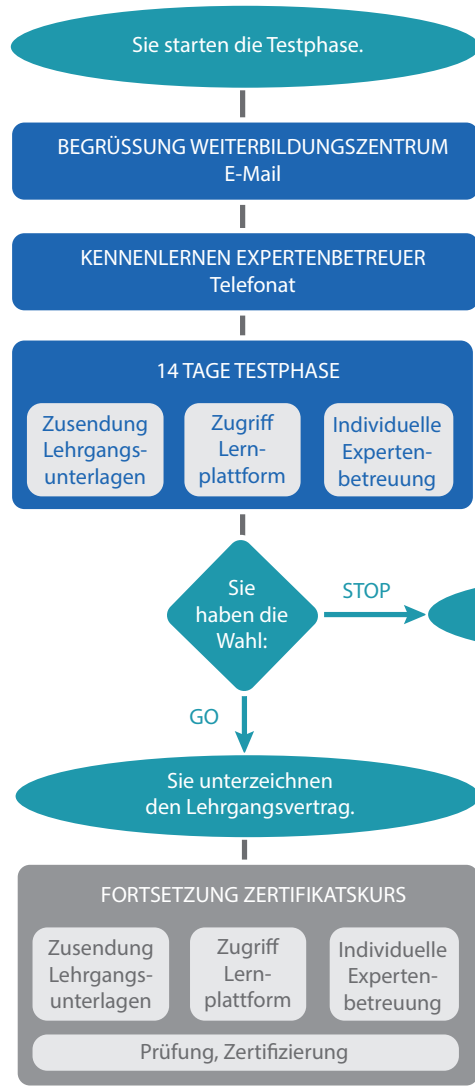 Sie starten die Testphase.
BEGRÜSSUNG WEITERBILDUNGSZENTRUM
E-Mail
KENNENLERNEN EXPERTENBETREUER
Telefonat
14 TAGE TESTPHASE
Zusendung
Lehrgangs-
unterlagen
Zugriff
Lern-
plattform
Individuelle
Experten-
betreuung
Sie
haben die
Wahl:
STOP
GO
Sie unterzeichnen
den Lehrgangsvertrag.
FORTSETZUNG ZERTIFIKATSKURS
Zusendung
Lehrgangs-
unterlagen
Zugriff
Lern-
plattform
Individuelle
Experten-
betreuung
Prüfung, Zertifizierung